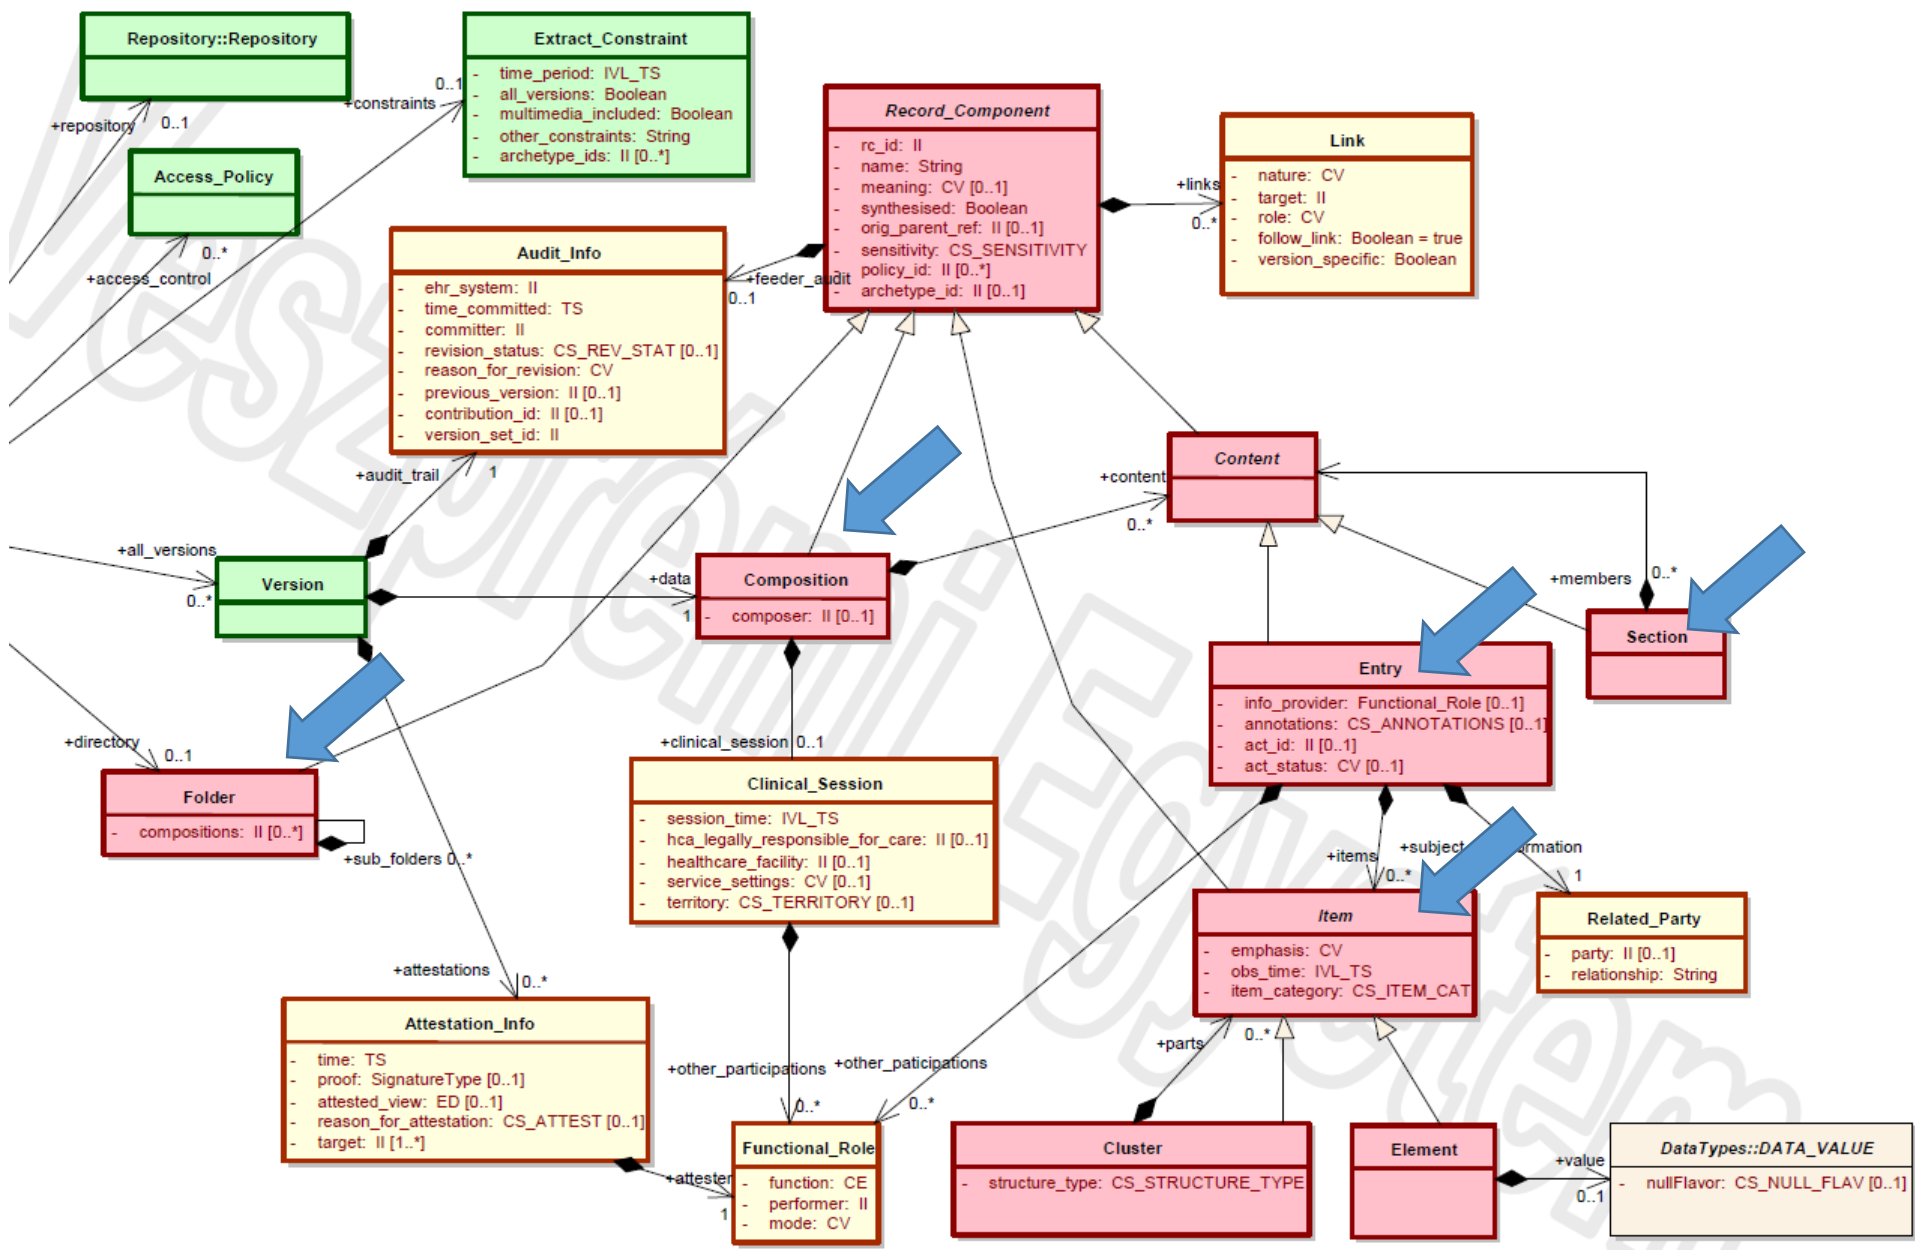 Repository::Repository
+repository
0..1
Extract_Constraint
- time_period: IVL_TS
- all_versions: Boolean
- multimedia_included: Boolean
- other_constraints: String
- archetype_ids: II [0..*]
0..1
+constraints
Access_Policy
0..*
+access_control
Record_Component
- rc_id: II
- name: String
- meaning: CV [0..1]
- synthesised: Boolean
- orig_parent_ref: II [0..1]
- sensitivity: CS_SENSITIVITY
- policy_id: II [0..*]
- archetype_id: II [0..1]
+links
0..*
Link
- nature: CV
- target: II
- role: CV
- follow_link: Boolean = true
- version_specific: Boolean
Audit_Info
- ehr_system: II
- time_committed: TS
- committer: II
- revision_status: CS_REV_STAT [0..1]
- reason_for_revision: CV
- previous_version: II [0..1]
- contribution_id: II [0..1]
- version_set_id: II
+feeder_audit
0..1
+audit_trail
1
Content
+content
0..*
+all_versions
0..*
Version
+data
1
Composition
- composer: II [0..1]
+members
0..*
Section
Entry
- info_provider: Functional_Role [0..1]
- annotations: CS_ANNOTATIONS [0..1]
- act_id: II [0..1]
- act_status: CV [0..1]
+directory
0..1
Folder
- compositions: II [0..*]
+sub_folders 0..*
+clinical_session 0..1
Clinical_Session
- session_time: IVL_TS
- hca_legally_responsible_for_care: II [0..1]
- healthcare_facility: II [0..1]
- service_settings: CV [0..1]
- territory: CS_TERRITORY [0..1]
+items
0..*
+subject
ormation
1
Item
- emphasis: CV
- obs_time: IVL_TS
- item_category: CS_ITEM_CAT
Related_Party
- party: II [0..1]
- relationship: String
+attestations
0..*
Attestation_Info
- time: TS
- proof: SignatureType [0..1]
- attested_view: ED [0..1]
- reason_for_attestation: CS_ATTEST [0..1]
- target: II [1..*]
+attester
1
+other_participations
0..*
+other_paticipations
0..*
Functional_Role
- function: CE
- performer: II
- mode: CV
+parts
0..*
Cluster
- structure_type: CS_STRUCTURE_TYPE
Element
+value
0..1
DataTypes::DATA_VALUE
- nullFlavor: CS_NULL_FLAV [0..1]
Veszprémi Egyetem